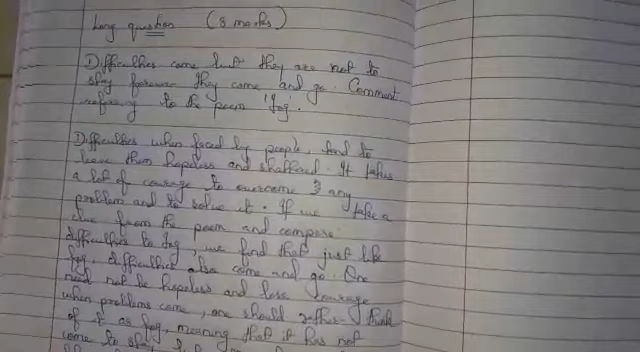 Long question (8 marks)
Difficulties come but they are not to
stay forever they come and go. Comment
refering to the poem 'Fog.
Difficulties when faced by people, tend to
leave them hopeless and shattered. It takes
a lot of courage to overcome any
problem and to solve it. If we take a
clue from the poem and compose
difficulties to fog, we find that just like
fog, difficulties also come and go. One
need not be hopeless and lose courage
when problems come, one should rather think
of it as fog, meaning that it has not
come to stay